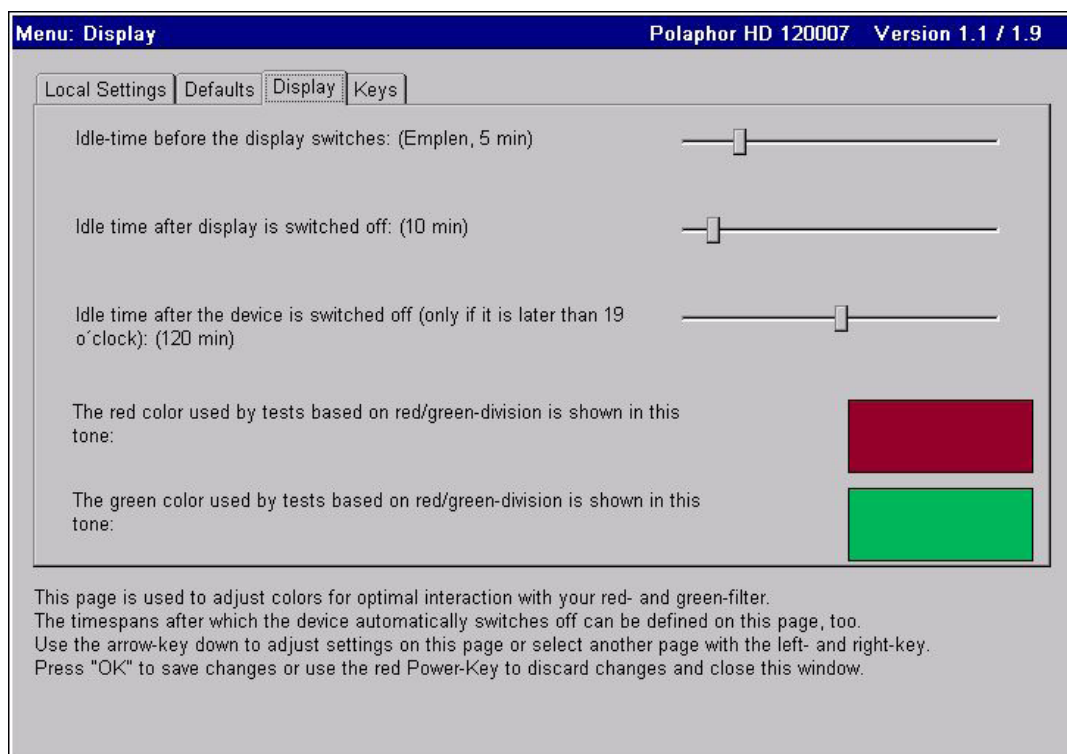 Menu: Display Polaphor HD 120007 Version 1.1 / 1.9
Local Settings Defaults Display Keys
Idle-time before the display switches: (Emplen, 5 min)
Idle time after display is switched off: (10 min)
Idle time after the device is switched off (only if it is later than 19
o´clock): (120 min)
The red color used by tests based on red/green-division is shown in this
tone:
The green color used by tests based on red/green-division is shown in this
tone:
This page is used to adjust colors for optimal interaction with your red- and green-filter.
The timespans after which the device automatically switches off can be defined on this page, too.
Use the arrow-key down to adjust settings on this page or select another page with the left- and right-key.
Press "OK" to save changes or use the red Power-Key to discard changes and close this window.